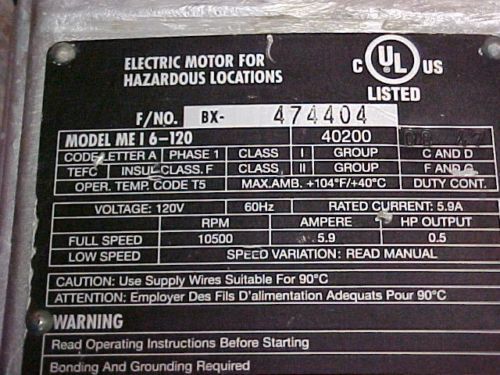 ELECTRIC MOTOR FOR
HAZARDOUS LOCATIONS
C UL US
LISTED
F/NO. BX- 474404
MODEL ME I 6-120 40200
CODE LETTER A PHASE 1 CLASS I GROUP C AND D
TEFC INSUL CLASS. F CLASS II GROUP F AND G
OPER. TEMP. CODE T5 MAX.AMB. +104°F/+40°C DUTY CONT.
VOLTAGE: 120V 60Hz RATED CURRENT: 5.9A
RPM AMPERE HP OUTPUT
FULL SPEED 10500 5.9 0.5
LOW SPEED SPEED VARIATION: READ MANUAL
CAUTION: Use Supply Wires Suitable For 90°C
ATTENTION: Employer Des Fils D'alimentation Adequats Pour 90°C
WARNING
Read Operating Instructions Before Starting
Bonding And Grounding Required